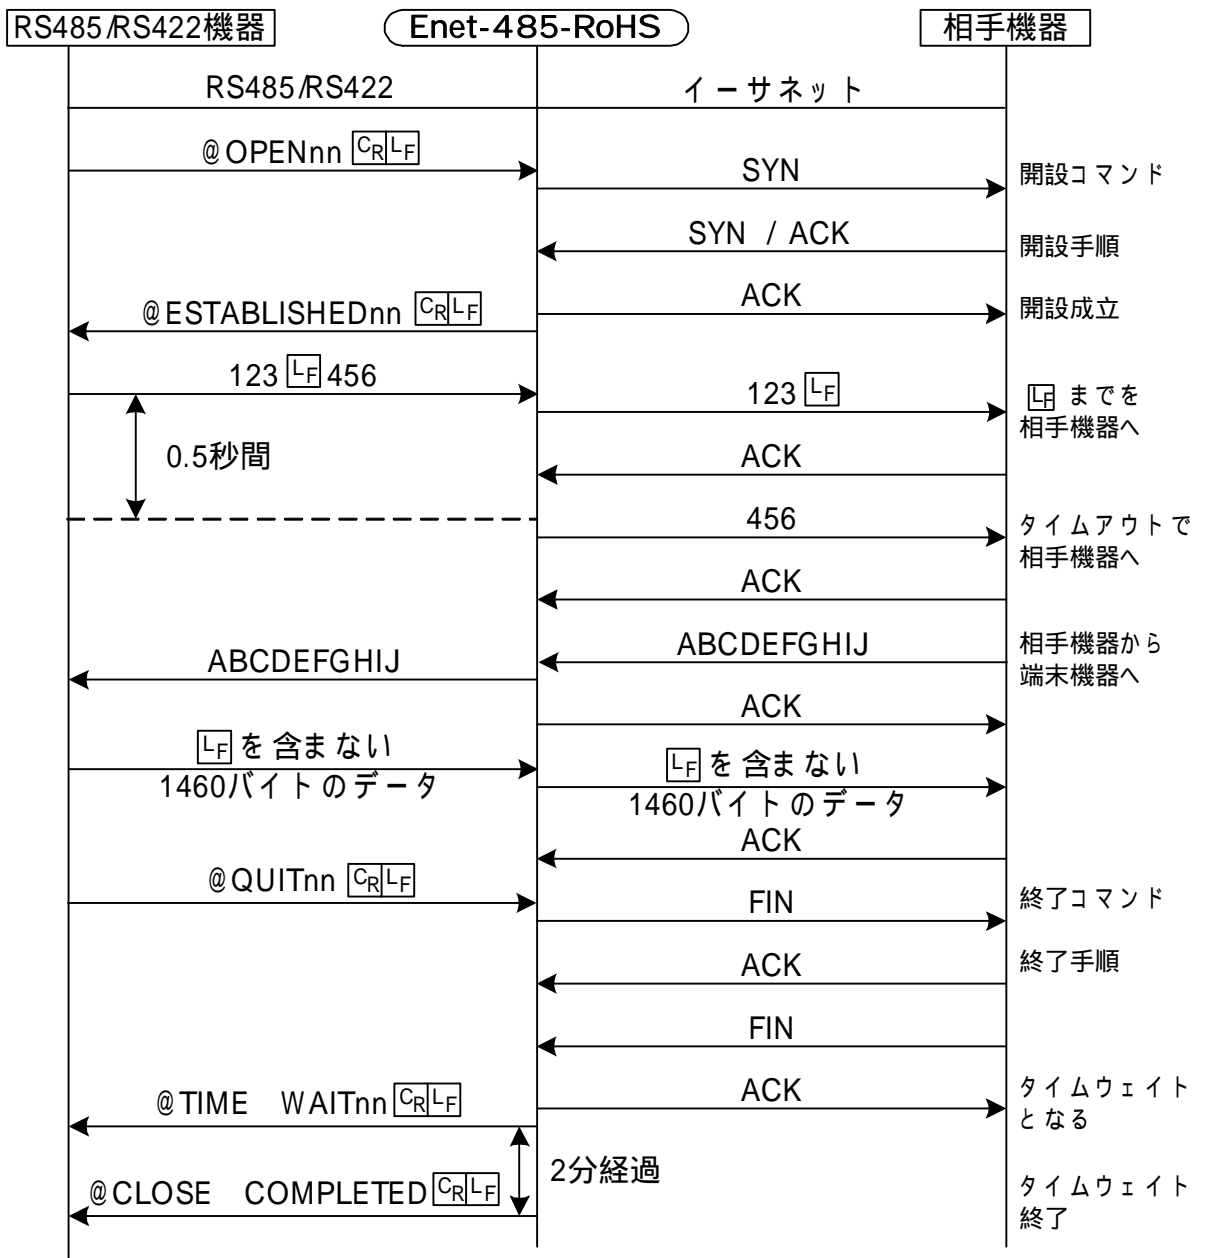 RS485/RS422機器
Enet-485-RoHS
相手機器
RS485/RS422
イーサネット
@OPENnn CRLF
SYN
開設コマンド
SYN / ACK
開設手順
ACK
開設成立
@ESTABLISHEDnn CRLF
123 LF 456
123 LF
LF までを
相手機器へ
0.5秒間
ACK
456
タイムアウトで
相手機器へ
ACK
ABCDEFGHIJ
相手機器から
端末機器へ
ABCDEFGHIJ
ACK
LF を含まない
1460バイトのデータ
LF を含まない
1460バイトのデータ
ACK
@QUITnn CRLF
FIN
終了コマンド
ACK
終了手順
FIN
@TIME WAITnn CRLF
ACK
タイムウェイト
となる
2分経過
@CLOSE COMPLETED CRLF
タイムウェイト
終了